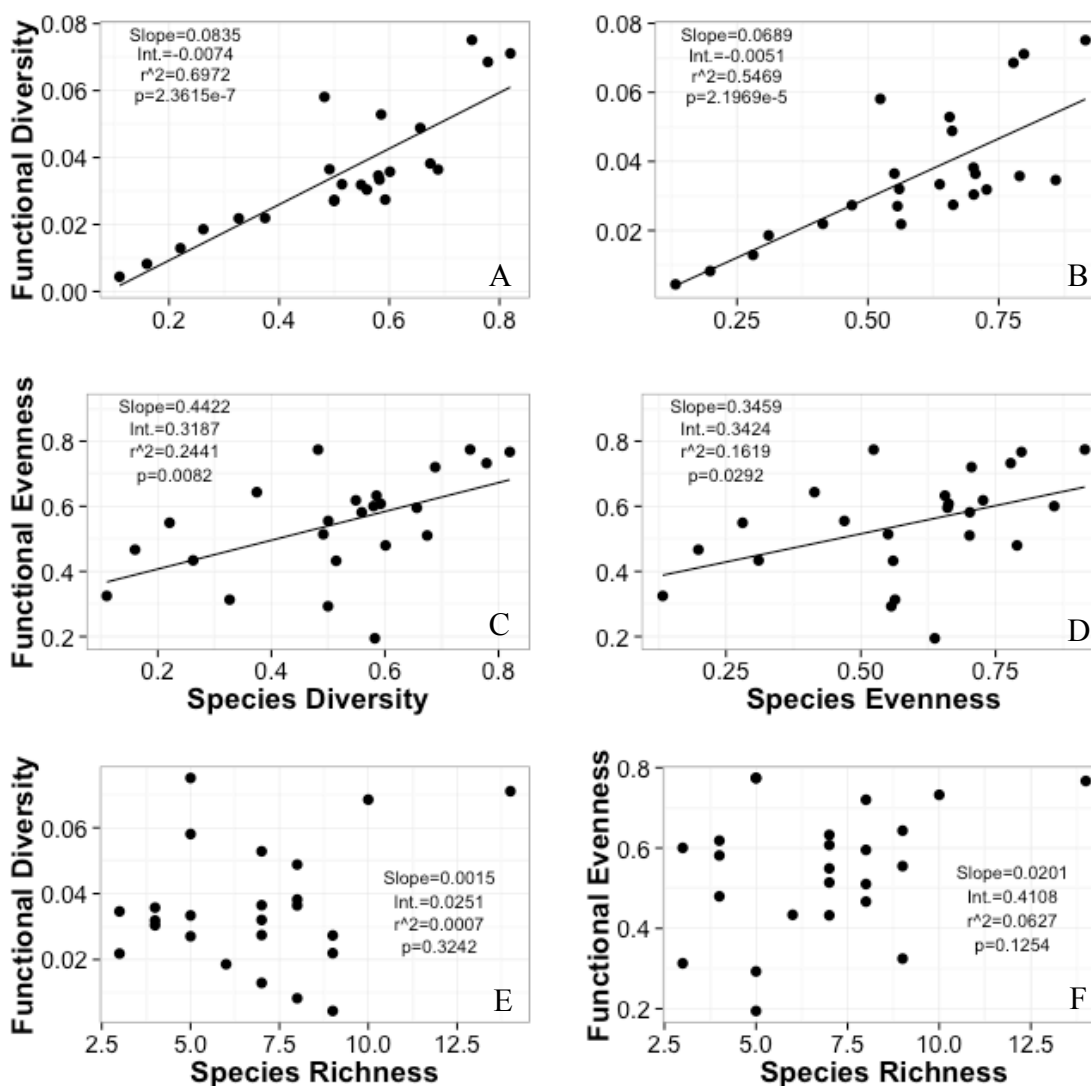 Functional Diversity
0.08
0.06
0.04
0.02
0.00
Slope=0.0835
Int.=-0.0074
r^2=0.6972
p=2.3615e-7
A
0.2
0.4
0.6
0.8
Functional Diversity
0.08
0.06
0.04
0.02
Slope=0.0689
Int.=-0.0051
r^2=0.5469
p=2.1969e-5
B
0.25
0.50
0.75
Functional Evenness
0.8
0.6
0.4
0.2
Slope=0.4422
Int.=0.3187
r^2=0.2441
p=0.0082
C
0.2
0.4
0.6
0.8
Species Diversity
Functional Evenness
0.8
0.6
0.4
0.2
Slope=0.3459
Int.=0.3424
r^2=0.1619
p=0.0292
D
0.25
0.50
0.75
Species Evenness
Functional Diversity
0.06
0.04
0.02
Slope=0.0015
Int.=0.0251
r^2=0.0007
p=0.3242
E
2.5
5.0
7.5
10.0
12.5
Species Richness
Functional Evenness
0.8
0.6
0.4
0.2
Slope=0.0201
Int.=0.4108
r^2=0.0627
p=0.1254
F
2.5
5.0
7.5
10.0
12.5
Species Richness